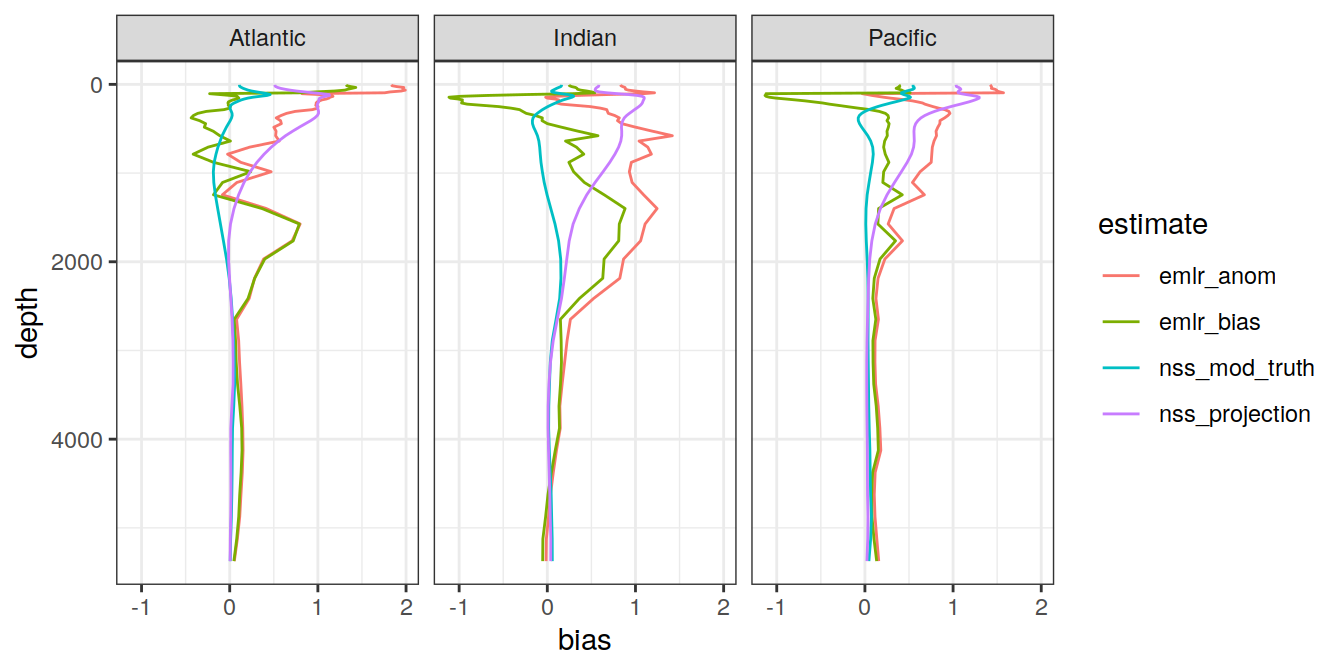 Atlantic Indian Pacific
0
2000
4000
depth
-1 0 1 2 -1 0 1 2 -1 0 1 2
bias
estimate
emlr_anom
emlr_bias
nss_mod_truth
nss_projection